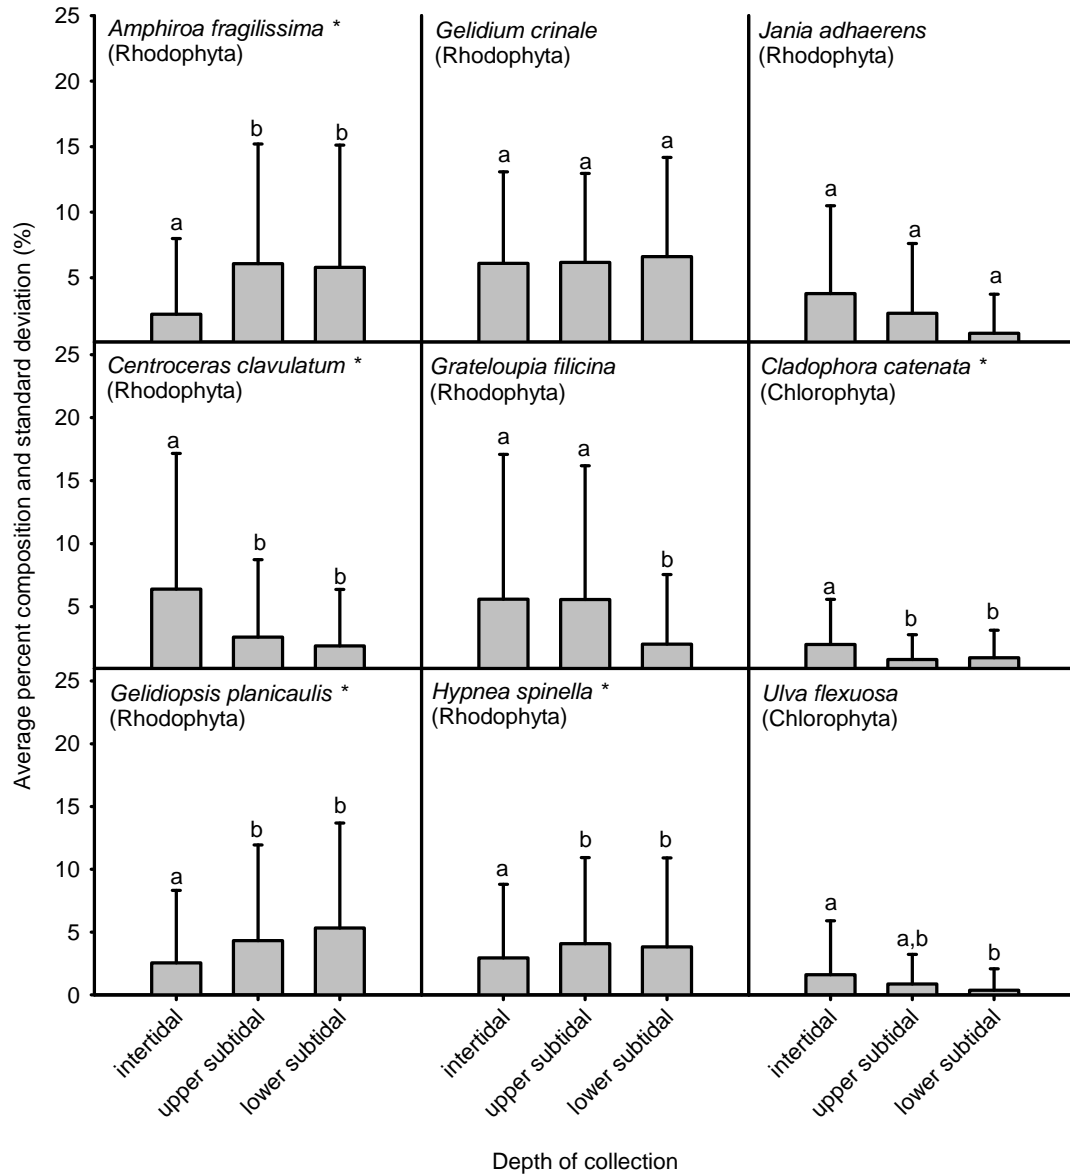 Average percent composition and standard deviation (%)
25
20
15
10
5
Amphiroa fragilissima *
(Rhodophyta)
a
b
b
Gelidium crinale
(Rhodophyta)
a
a
a
Jania adhaerens
(Rhodophyta)
a
a
a
25
20
15
10
5
Centroceras clavulatum *
(Rhodophyta)
a
b
b
Grateloupia filicina
(Rhodophyta)
a
a
b
Cladophora catenata *
(Chlorophyta)
a
b
b
25
20
15
10
5
0
Gelidiopsis planicaulis *
(Rhodophyta)
a
b
b
Hypnea spinella *
(Rhodophyta)
a
b
b
Ulva flexuosa
(Chlorophyta)
a
a,b
b
intertidal
upper subtidal
lower subtidal
intertidal
upper subtidal
lower subtidal
intertidal
upper subtidal
lower subtidal
Depth of collection